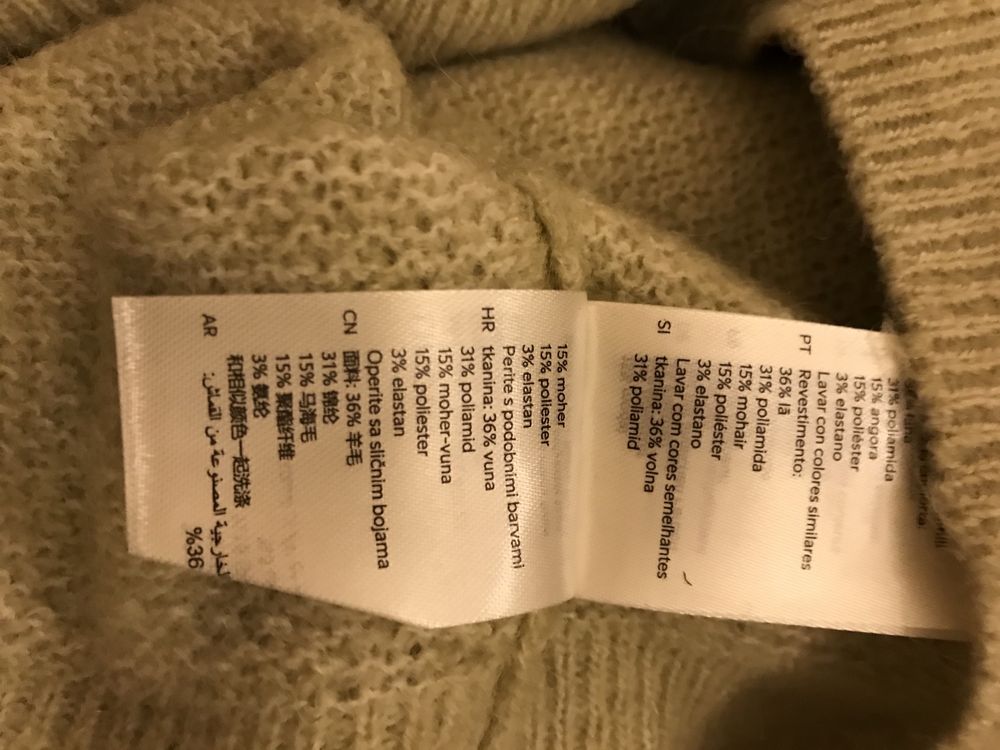 31% poliamida
15% angora
15% poliéster
3% elastano
Lavar con colores similares
PT Revestimento:
36% lã
31% poliamida
15% mohair
15% poliéster
3% elastano
Lavar com cores semelhantes
SI tkanina: 36% volna
31% poliamid
15% moher
15% poliester
3% elastan
Perite s podobnimi barvami
HR tkanina: 36% vuna
31% poliamid
15% moher-vuna
15% poliester
3% elastan
Operite sa sličnim bojama
CN 面料: 36% 羊毛
31% 锦纶
15% 马海毛
15% 聚酯纤维
3% 氨纶
和相似颜色一起洗涤
AR الخارجية المصنوعة من القماش:
%36